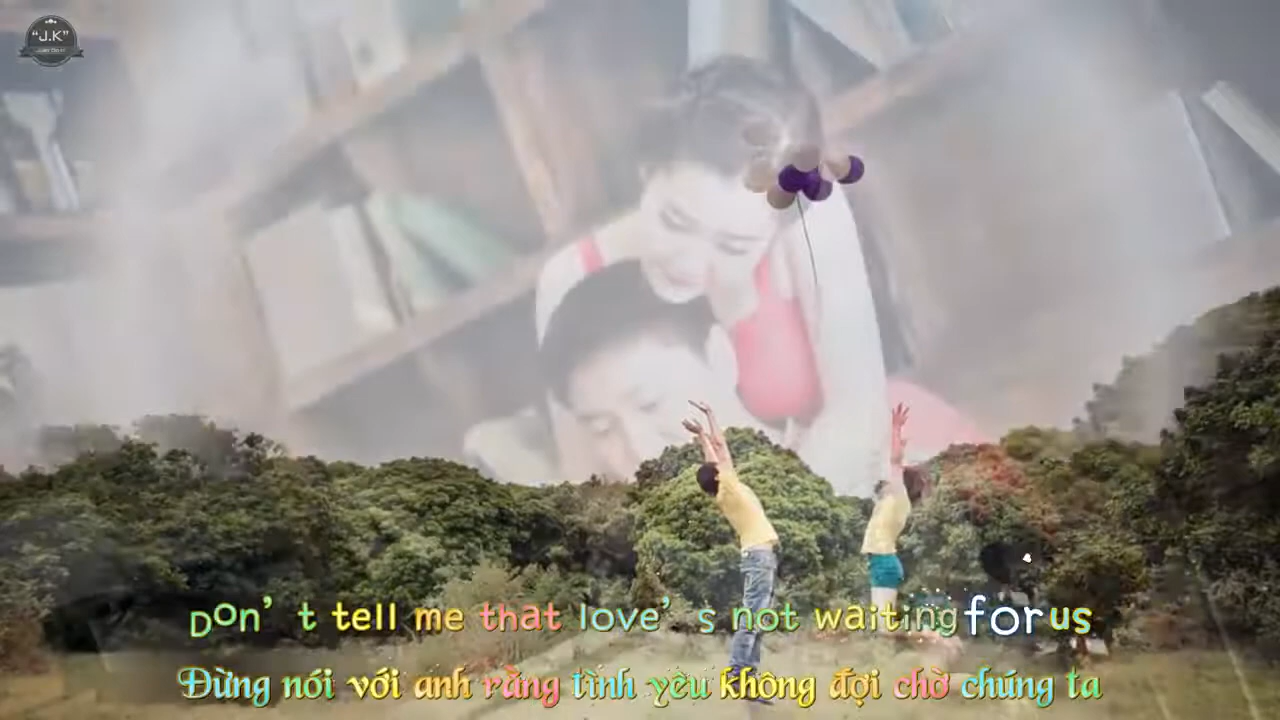 "J.K"
Don't tell me that love's not waiting for us
Đừng nói với anh rằng tình yêu không đợi chờ chúng ta